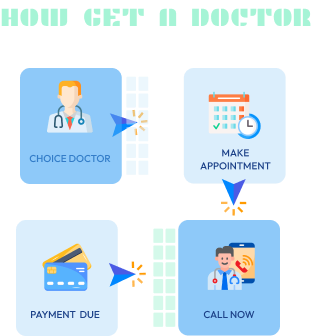 HOW GET A DOCTOR
CHOICE DOCTOR
MAKE
APPOINTMENT
PAYMENT DUE
CALL NOW